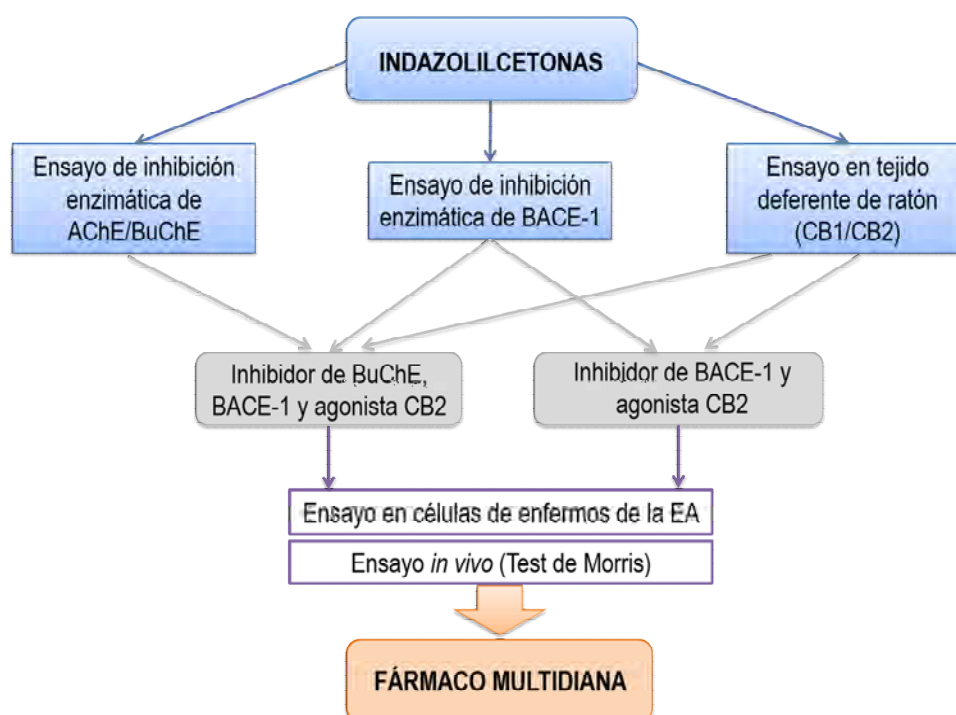 INDAZOLILCETONAS
Ensayo de inhibición
enzimática de
AChE/BuChE
Ensayo de inhibición
enzimática de BACE-1
Ensayo en tejido
deferente de ratón
(CB1/CB2)
Inhibidor de BuChE,
BACE-1 y agonista CB2
Inhibidor de BACE-1 y
agonista CB2
Ensayo en células de enfermos de la EA
Ensayo in vivo (Test de Morris)
FÁRMACO MULTIDIANA